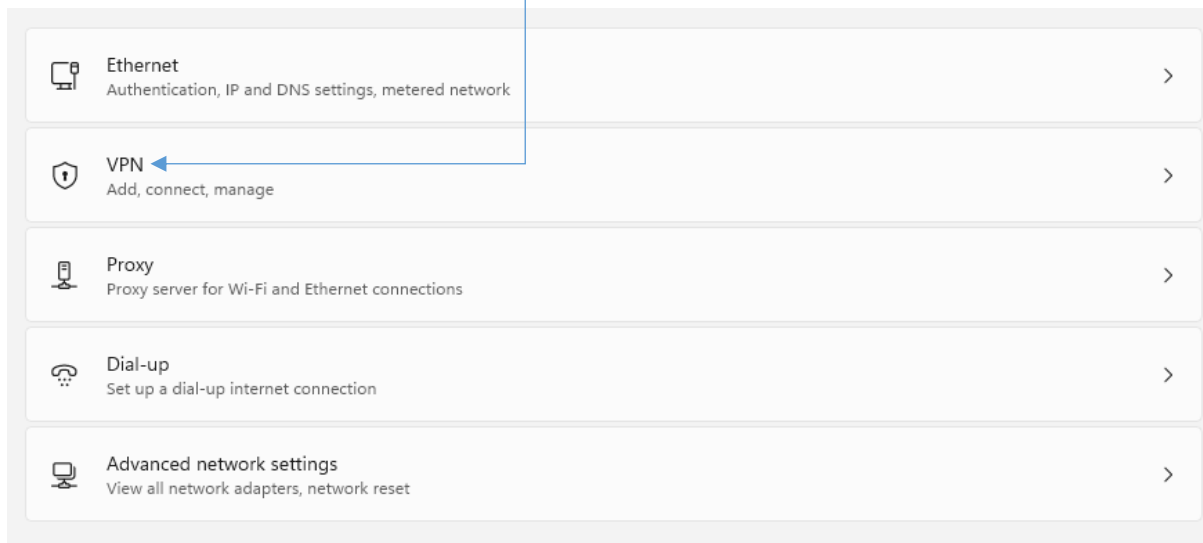 Ethernet
Authentication, IP and DNS settings, metered network
VPN
Add, connect, manage
Proxy
Proxy server for Wi-Fi and Ethernet connections
Dial-up
Set up a dial-up internet connection
Advanced network settings
View all network adapters, network reset